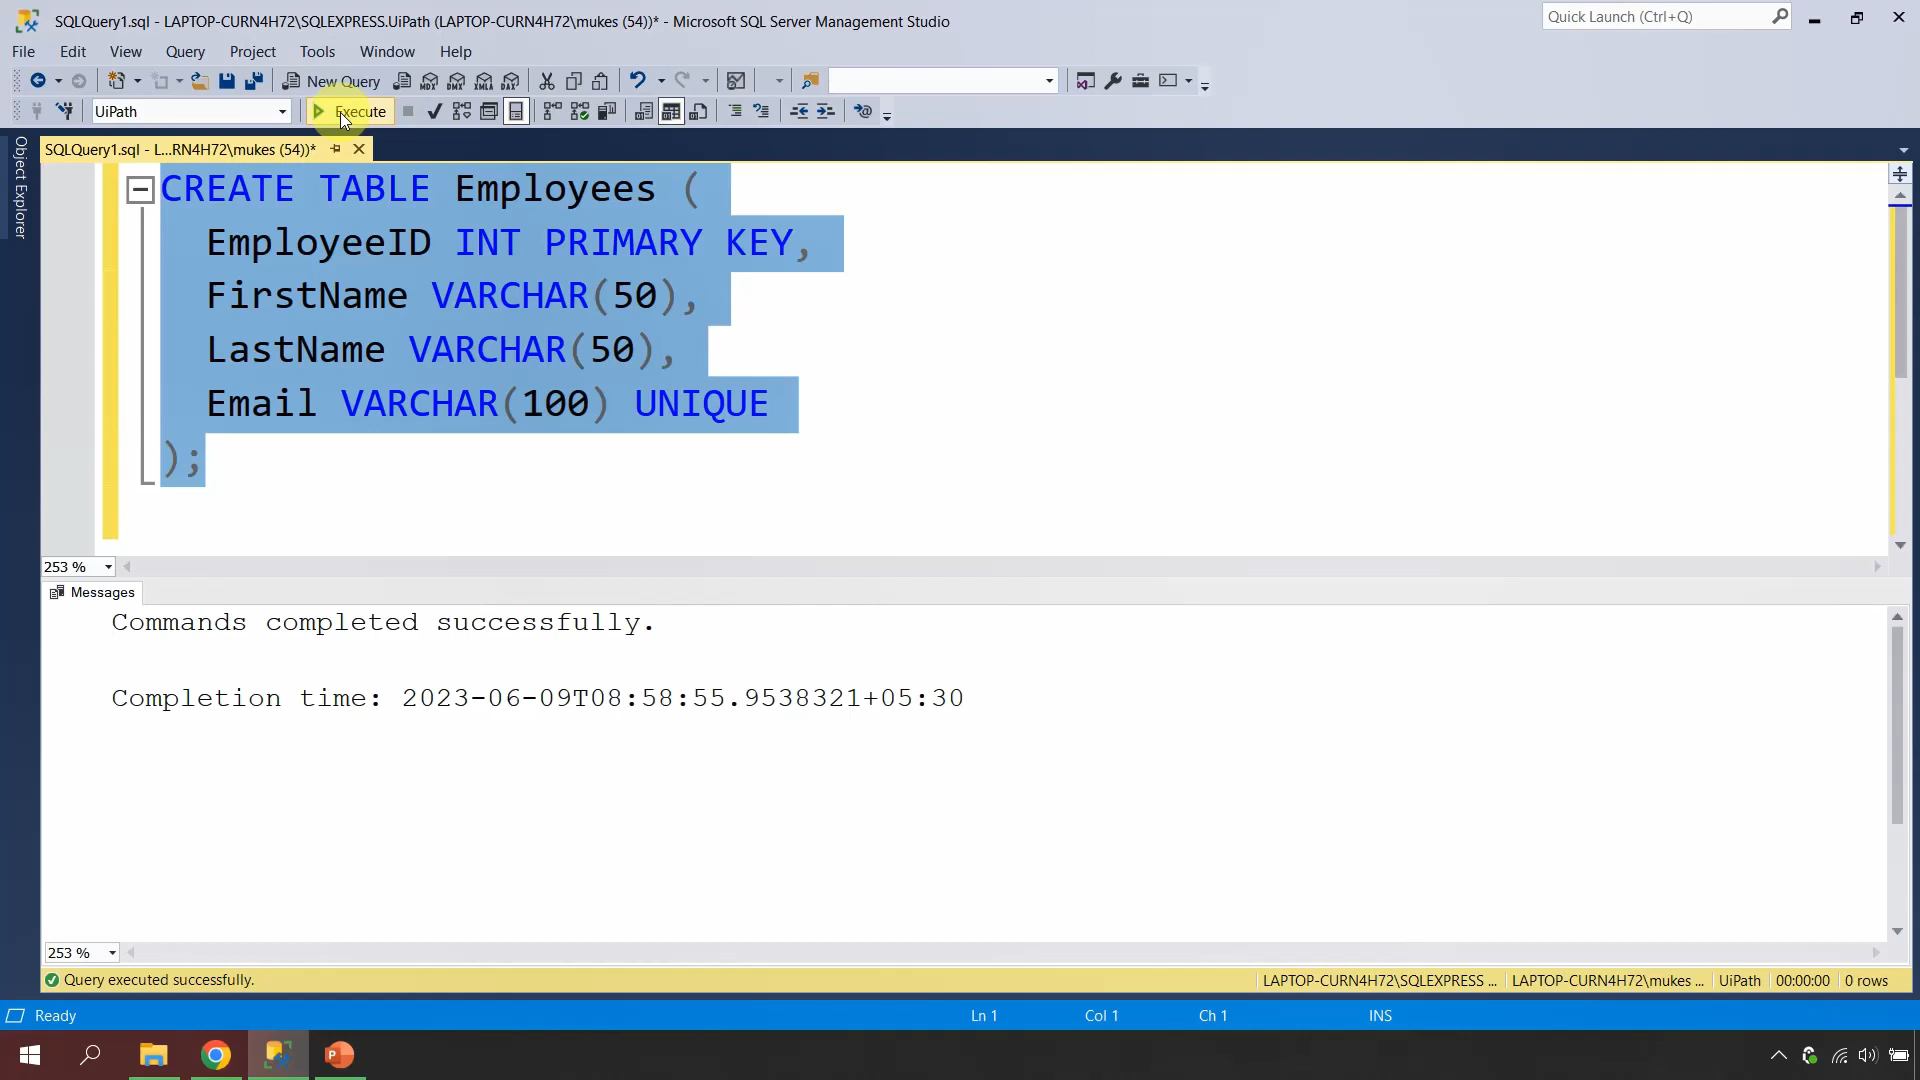 SQLQuery1.sql - LAPTOP-CURN4H72\SQLEXPRESS.UiPath (LAPTOP-CURN4H72\mukes (54))* - Microsoft SQL Server Management Studio
Quick Launch (Ctrl+Q)
File Edit View Query Project Tools Window Help
New Query
UiPath
Execute
Object Explorer
SQLQuery1.sql - L...RN4H72\mukes (54))*
CREATE TABLE Employees (
EmployeeID INT PRIMARY KEY,
FirstName VARCHAR(50),
LastName VARCHAR(50),
Email VARCHAR(100) UNIQUE
);
253 %
Messages
Commands completed successfully.
Completion time: 2023-06-09T08:58:55.9538321+05:30
253 %
Query executed successfully.
LAPTOP-CURN4H72\SQLEXPRESS ... LAPTOP-CURN4H72\mukes ... UiPath 00:00:00 0 rows
Ready
Ln 1 Col 1 Ch 1 INS